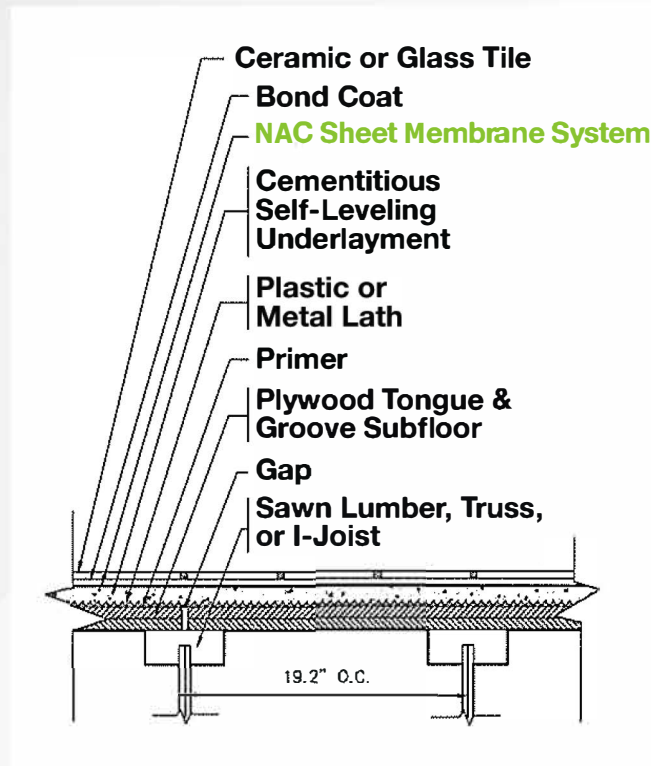 Ceramic or Glass Tile
Bond Coat
NAC Sheet Membrane System
Cementitious
Self-Leveling
Underlayment
Plastic or
Metal Lath
Primer
Plywood Tongue &
Groove Subfloor
Gap
Sawn Lumber, Truss,
or I-Joist
19.2" O.C.